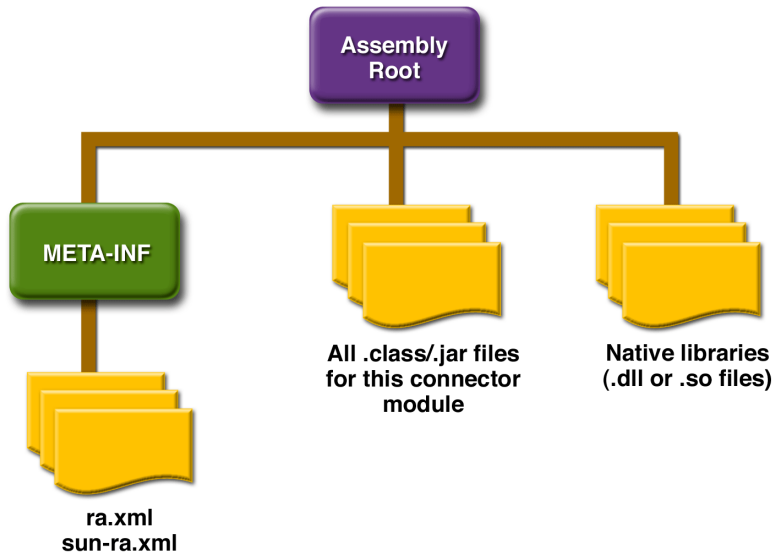 Assembly
Root
META-INF
All .class/.jar files
for this connector
module
Native libraries
(.dll or .so files)
ra.xml
sun-ra.xml